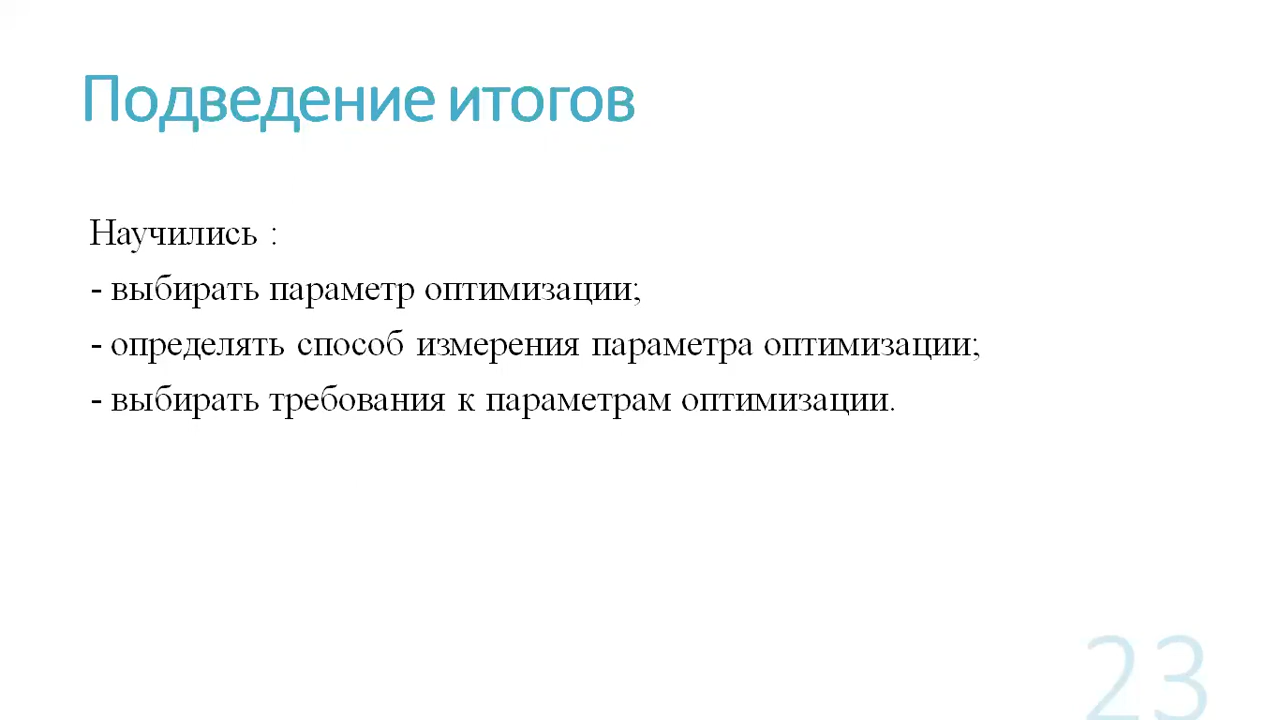 Подведение итогов
Научились :
- выбирать параметр оптимизации;
- определять способ измерения параметра оптимизации;
- выбирать требования к параметрам оптимизации.
23